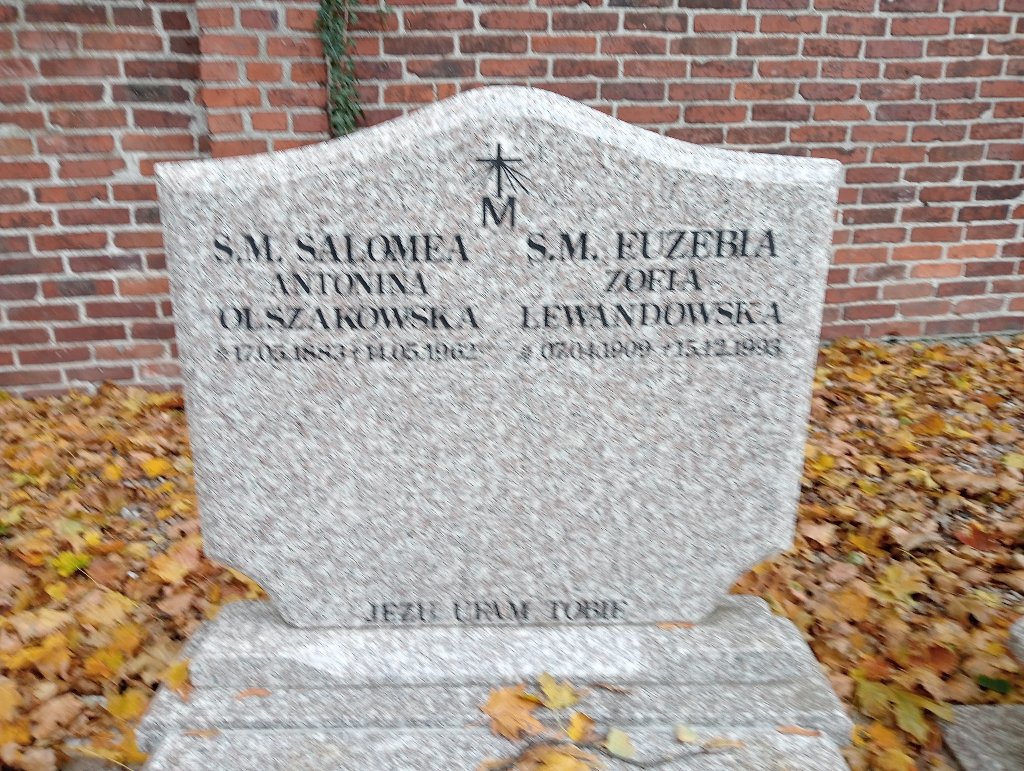 M
S.M. SALOMEA
ANTONINA
OLSZAKOWSKA
* 17.05.1883 † 14.05.1962
S.M. EUZEBIA
ZOFIA
LEWANDOWSKA
* 07.04.1909 † 15.12.1993
JEZU UFAM TOBIE